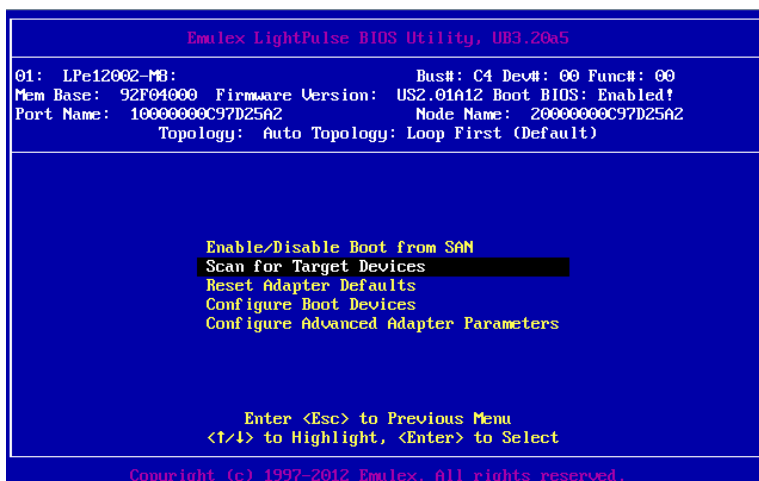 Emulex LightPulse BIOS Utility, UB3.20a5
01: LPe12002-M8: Bus#: C4 Dev#: 00 Func#: 00
Mem Base: 92F04000 Firmware Version: US2.01A12 Boot BIOS: Enabled!
Port Name: 10000000C97D25A2 Node Name: 20000000C97D25A2
Topology: Auto Topology: Loop First (Default)
Enable/Disable Boot from SAN
Scan for Target Devices
Reset Adapter Defaults
Configure Boot Devices
Configure Advanced Adapter Parameters
Enter <Esc> to Previous Menu
<↑/↓> to Highlight, <Enter> to Select
Copyright (c) 1997-2012 Emulex. All rights reserved.